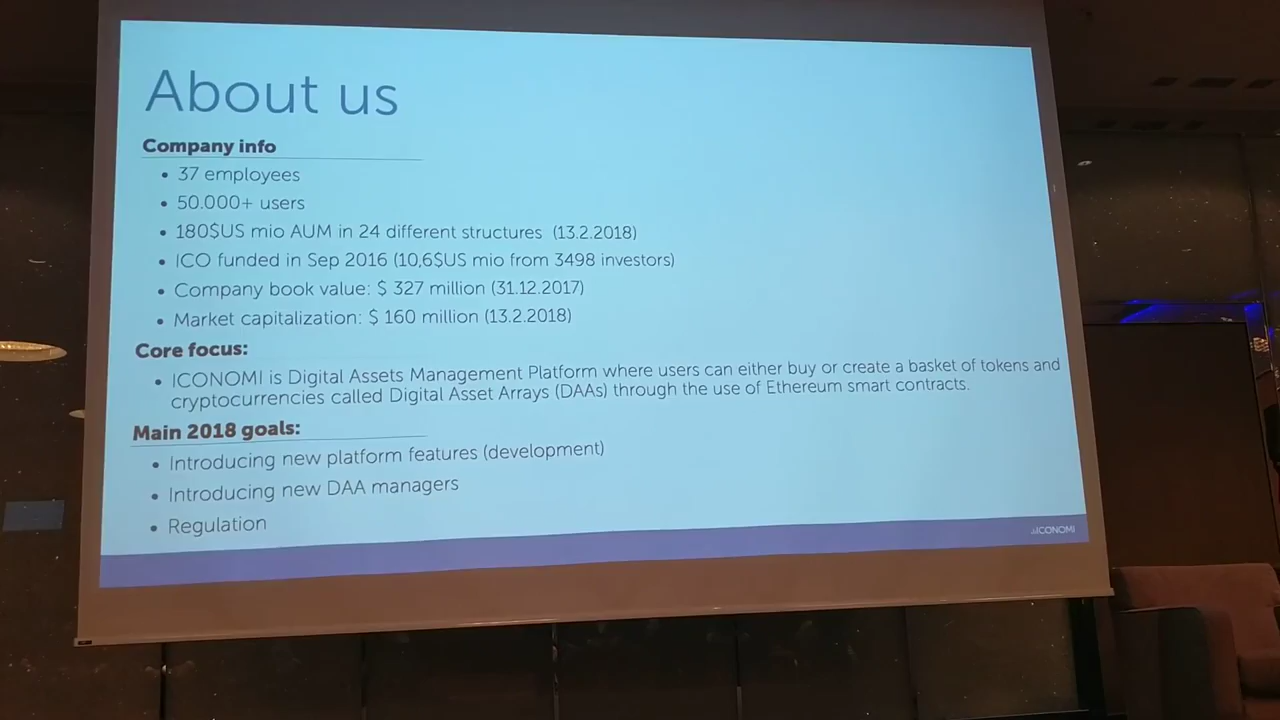 About us
Company info
• 37 employees
• 50.000+ users
• 180$US mio AUM in 24 different structures (13.2.2018)
• ICO funded in Sep 2016 (10,6$US mio from 3498 investors)
• Company book value: $ 327 million (31.12.2017)
• Market capitalization: $ 160 million (13.2.2018)
Core focus:
• ICONOMI is Digital Assets Management Platform where users can either buy or create a basket of tokens and
cryptocurrencies called Digital Asset Arrays (DAAs) through the use of Ethereum smart contracts.
Main 2018 goals:
• Introducing new platform features (development)
• Introducing new DAA managers
• Regulation
ICONOMI